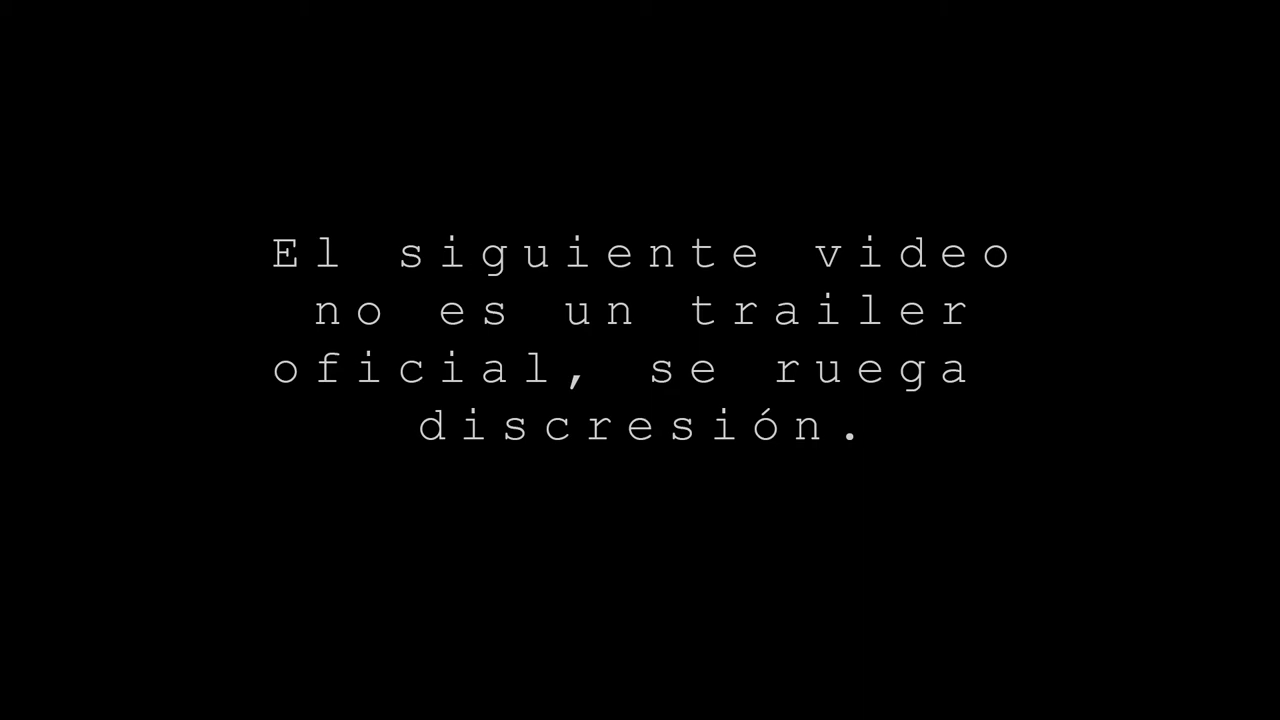 El siguiente video
no es un trailer
oficial, se ruega
discresión.